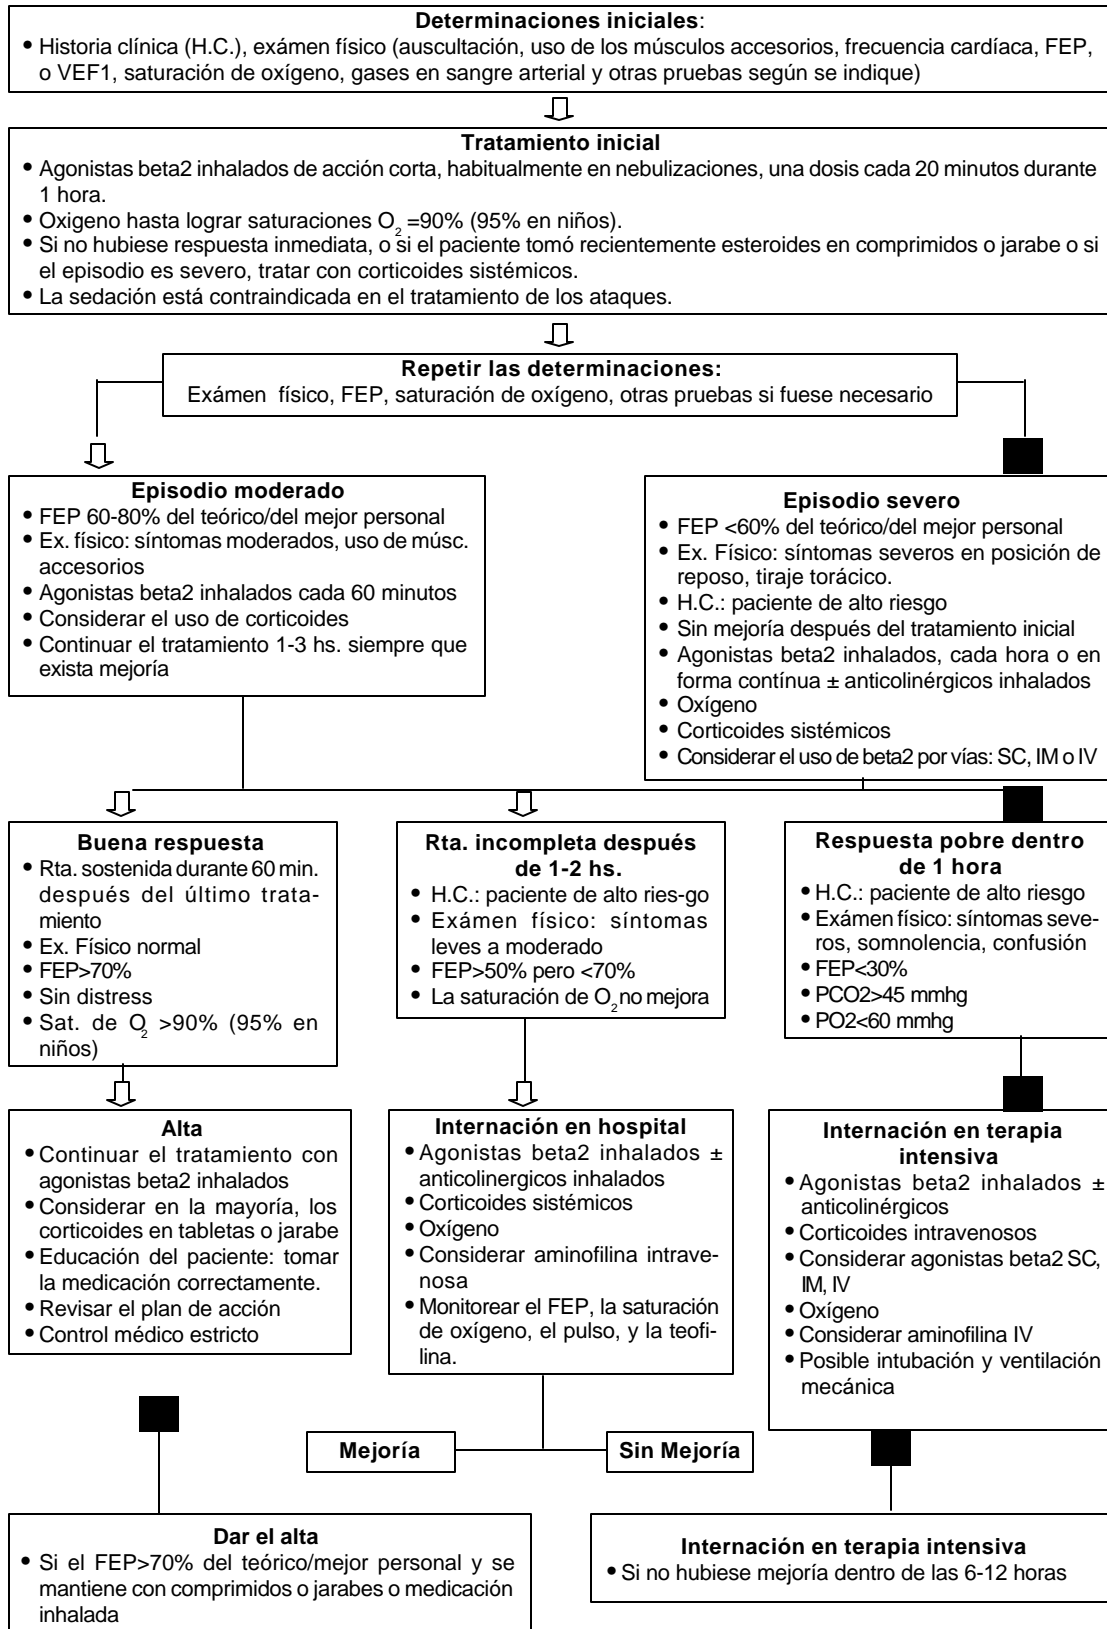 Determinaciones iniciales:
• Historia clínica (H.C.), exámen físico (auscultación, uso de los músculos accesorios, frecuencia cardíaca, FEP,
o VEF1, saturación de oxígeno, gases en sangre arterial y otras pruebas según se indique)
Tratamiento inicial
• Agonistas beta2 inhalados de acción corta, habitualmente en nebulizaciones, una dosis cada 20 minutos durante
1 hora.
• Oxigeno hasta lograr saturaciones O2 =90% (95% en niños).
• Si no hubiese respuesta inmediata, o si el paciente tomó recientemente esteroides en comprimidos o jarabe o si
el episodio es severo, tratar con corticoides sistémicos.
• La sedación está contraindicada en el tratamiento de los ataques.
Repetir las determinaciones:
Exámen físico, FEP, saturación de oxígeno, otras pruebas si fuese necesario
Episodio moderado
• FEP 60-80% del teórico/del mejor personal
• Ex. físico: síntomas moderados, uso de músc.
accesorios
• Agonistas beta2 inhalados cada 60 minutos
• Considerar el uso de corticoides
• Continuar el tratamiento 1-3 hs. siempre que
exista mejoría
Episodio severo
• FEP <60% del teórico/del mejor personal
• Ex. Físico: síntomas severos en posición de
reposo, tiraje torácico.
• H.C.: paciente de alto riesgo
• Sin mejoría después del tratamiento inicial
• Agonistas beta2 inhalados, cada hora o en
forma contínua ± anticolinérgicos inhalados
• Oxígeno
• Corticoides sistémicos
• Considerar el uso de beta2 por vías: SC, IM o IV
Buena respuesta
• Rta. sostenida durante 60 min.
después del último trata-
miento
• Ex. Físico normal
• FEP>70%
• Sin distress
• Sat. de O2 >90% (95% en
niños)
Rta. incompleta después
de 1-2 hs.
• H.C.: paciente de alto ries-go
• Exámen físico: síntomas
leves a moderado
• FEP>50% pero <70%
• La saturación de O2 no mejora
Respuesta pobre dentro
de 1 hora
• H.C.: paciente de alto riesgo
• Exámen físico: síntomas seve-
ros, somnolencia, confusión
• FEP<30%
• PCO2>45 mmhg
• PO2<60 mmhg
Alta
• Continuar el tratamiento con
agonistas beta2 inhalados
• Considerar en la mayoría, los
corticoides en tabletas o jarabe
• Educación del paciente: tomar
la medicación correctamente.
• Revisar el plan de acción
• Control médico estricto
Internación en hospital
• Agonistas beta2 inhalados ±
anticolinergicos inhalados
• Corticoides sistémicos
• Oxígeno
• Considerar aminofilina intrave-
nosa
• Monitorear el FEP, la saturación
de oxígeno, el pulso, y la teofi-
lina.
Internación en terapia
intensiva
• Agonistas beta2 inhalados ±
anticolinérgicos
• Corticoides intravenosos
• Considerar agonistas beta2 SC,
IM, IV
• Oxígeno
• Considerar aminofilina IV
• Posible intubación y ventilación
mecánica
Mejoría
Sin Mejoría
Dar el alta
• Si el FEP>70% del teórico/mejor personal y se
mantiene con comprimidos o jarabes o medicación
inhalada
Internación en terapia intensiva
• Si no hubiese mejoría dentro de las 6-12 horas